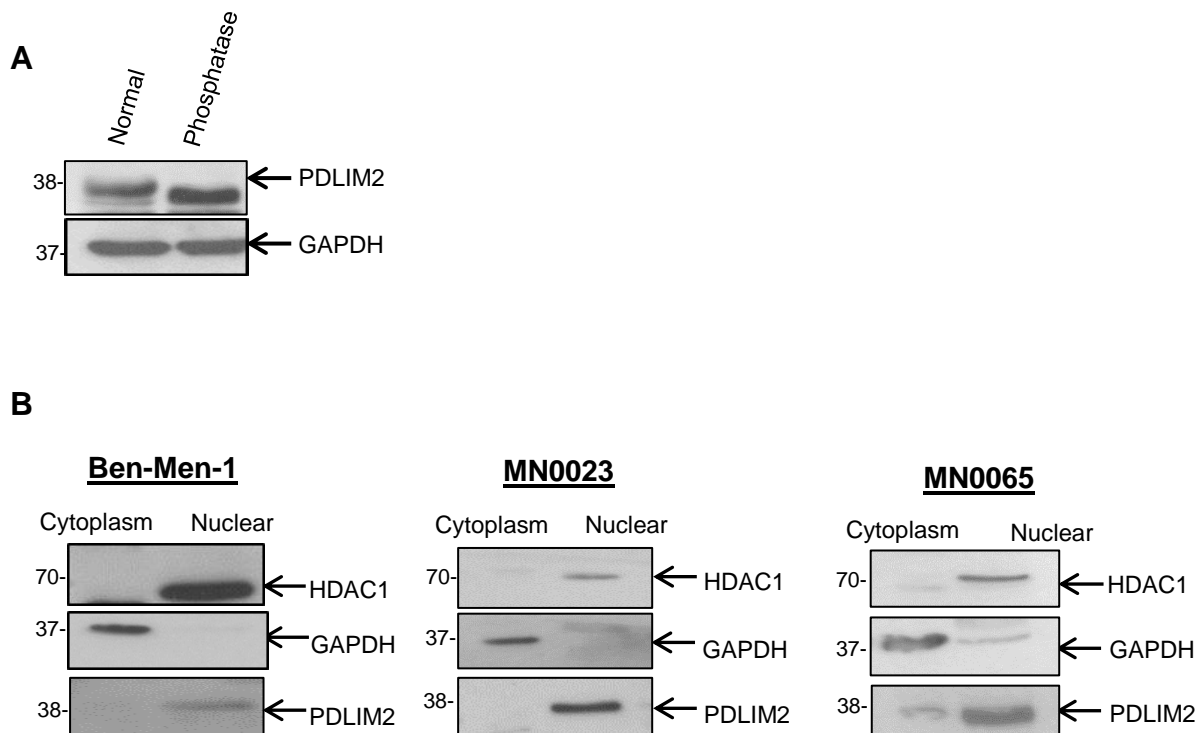 A
Normal
Phosphatase
38-
PDLIM2
37-
GAPDH
B
Ben-Men-1
Cytoplasm Nuclear
70-
HDAC1
37-
GAPDH
38-
PDLIM2
MN0023
Cytoplasm Nuclear
70-
HDAC1
37-
GAPDH
38-
PDLIM2
MN0065
Cytoplasm Nuclear
70-
HDAC1
37-
GAPDH
38-
PDLIM2